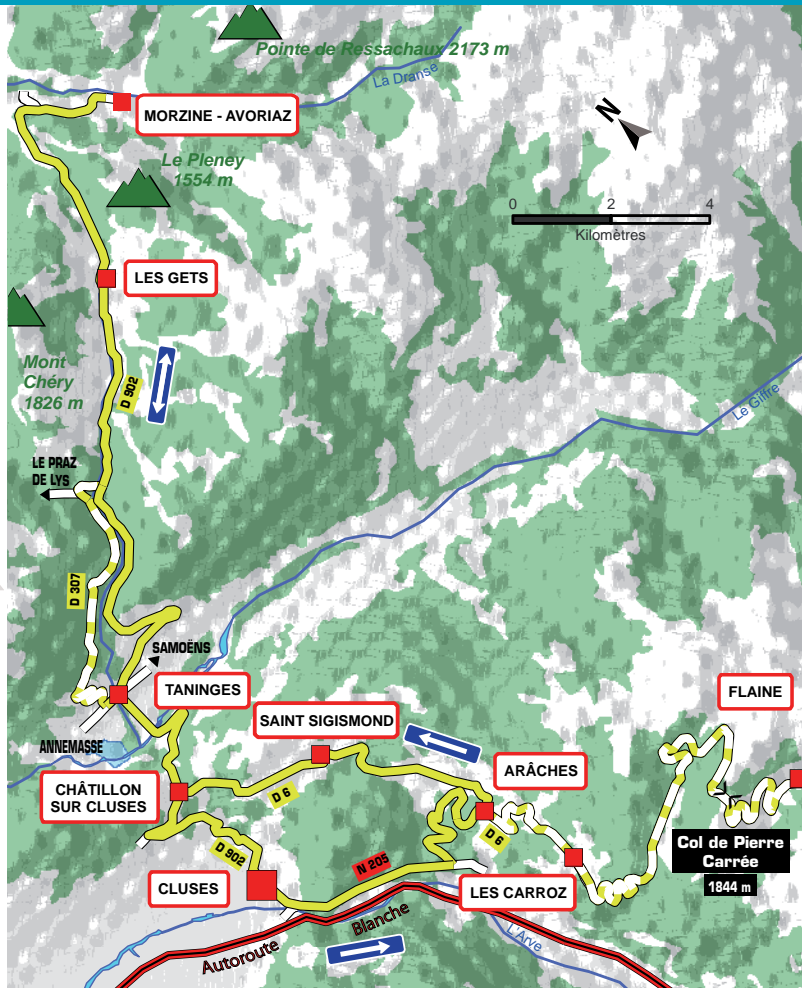 Pointe de Ressachaux 2173 m
La Dranse
MORZINE - AVORIAZ
N
Le Pleney
1554 m
0 2 4
Kilomètres
LES GETS
Mont
Chéry
1826 m
D 902
Le Giffre
LE PRAZ
DE LYS
D 307
SAMOËNS
TANINGES
FLAINE
SAINT SIGISMOND
ANNEMASSE
ARÂCHES
CHÂTILLON
SUR CLUSES
D 6
D 6
Col de Pierre
Carrée
1844 m
D 902
N 205
CLUSES
LES CARROZ
Autoroute Blanche
L'Arve